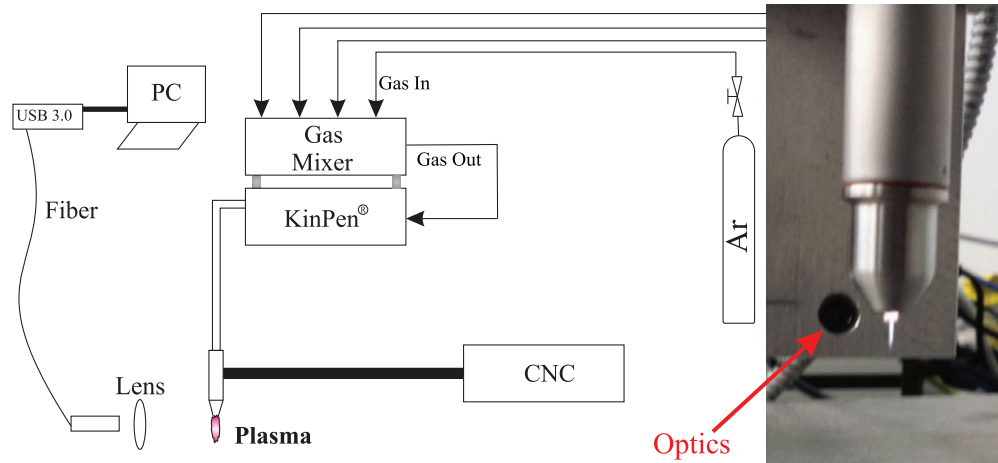 PC
USB 3.0
Gas In
Gas
Mixer
Gas Out
Fiber
KinPen®
Ar
Lens
CNC
Plasma
Optics